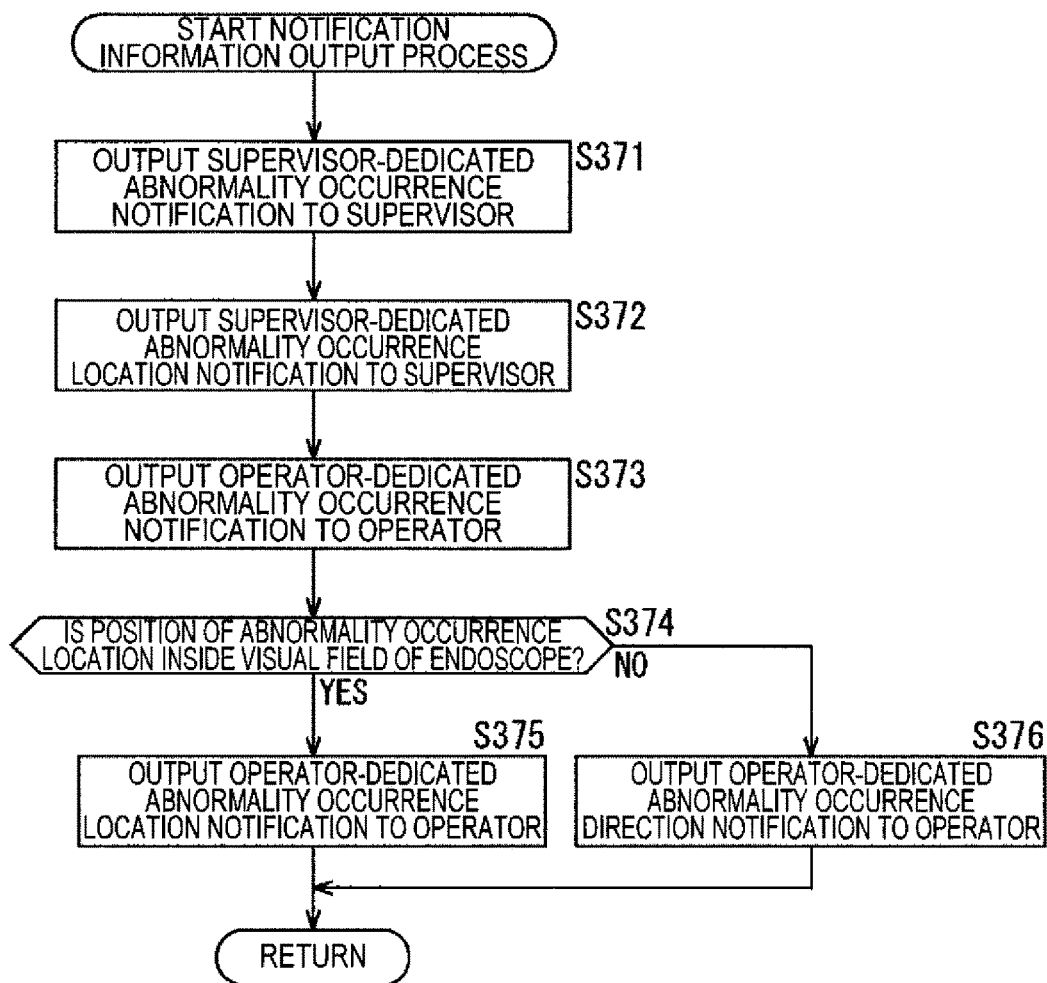 START NOTIFICATION
INFORMATION OUTPUT PROCESS
OUTPUT SUPERVISOR-DEDICATED
ABNORMALITY OCCURRENCE
NOTIFICATION TO SUPERVISOR
S371
OUTPUT SUPERVISOR-DEDICATED
ABNORMALITY OCCURRENCE
LOCATION NOTIFICATION TO SUPERVISOR
S372
OUTPUT OPERATOR-DEDICATED
ABNORMALITY OCCURRENCE
NOTIFICATION TO OPERATOR
S373
IS POSITION OF ABNORMALITY OCCURRENCE
LOCATION INSIDE VISUAL FIELD OF ENDOSCOPE?
S374
NO
YES
S375
OUTPUT OPERATOR-DEDICATED
ABNORMALITY OCCURRENCE
LOCATION NOTIFICATION TO OPERATOR
S376
OUTPUT OPERATOR-DEDICATED
ABNORMALITY OCCURRENCE
DIRECTION NOTIFICATION TO OPERATOR
RETURN